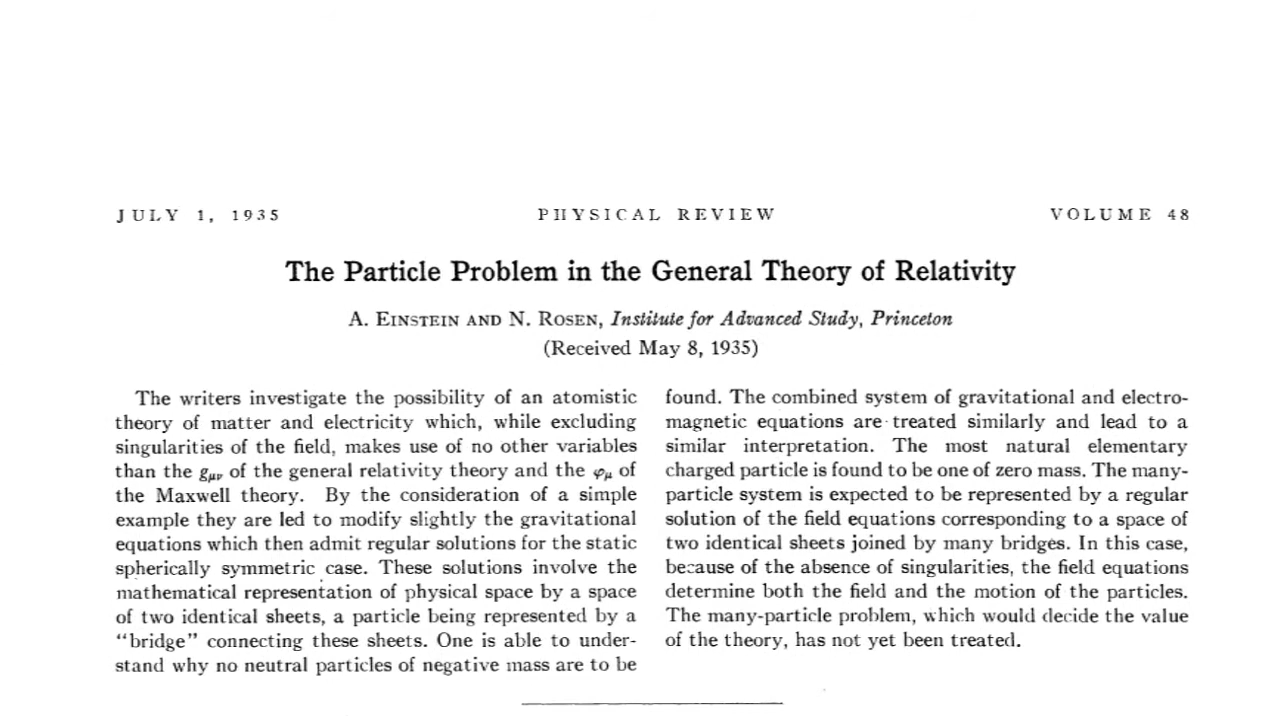 JULY 1, 1935 PHYSICAL REVIEW VOLUME 48
The Particle Problem in the General Theory of Relativity
A. EINSTEIN AND N. ROSEN, Institute for Advanced Study, Princeton
(Received May 8, 1935)
The writers investigate the possibility of an atomistic
theory of matter and electricity which, while excluding
singularities of the field, makes use of no other variables
than the gμν of the general relativity theory and the φμ of
the Maxwell theory. By the consideration of a simple
example they are led to modify slightly the gravitational
equations which then admit regular solutions for the static
spherically symmetric case. These solutions involve the
mathematical representation of physical space by a space
of two identical sheets, a particle being represented by a
“bridge” connecting these sheets. One is able to under-
stand why no neutral particles of negative mass are to be
found. The combined system of gravitational and electro-
magnetic equations are treated similarly and lead to a
similar interpretation. The most natural elementary
charged particle is found to be one of zero mass. The many-
particle system is expected to be represented by a regular
solution of the field equations corresponding to a space of
two identical sheets joined by many bridges. In this case,
because of the absence of singularities, the field equations
determine both the field and the motion of the particles.
The many-particle problem, which would decide the value
of the theory, has not yet been treated.